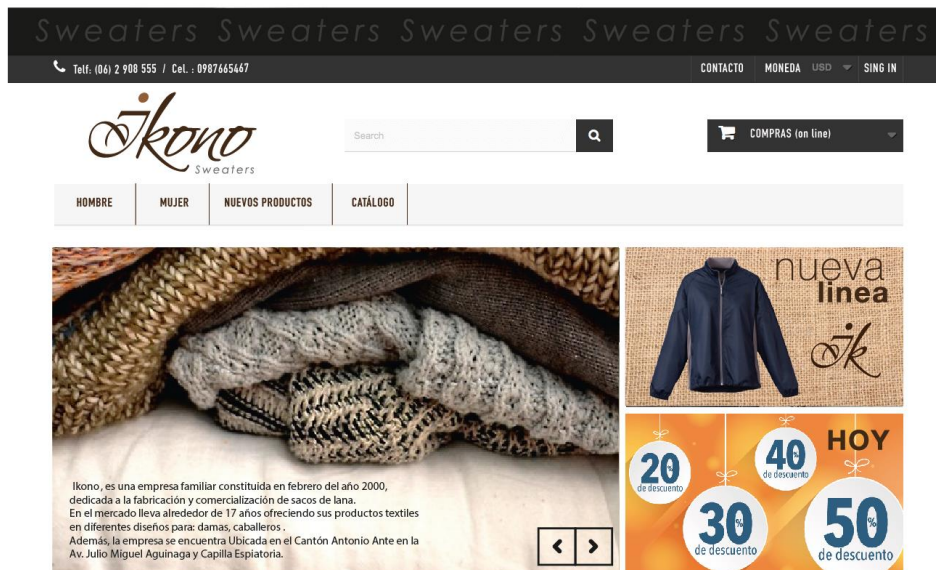 Sweaters Sweaters Sweaters Sweaters Sweaters
Telf: (06) 2 908 555 / Cel. : 0987665467
CONTACTO MONEDA USD SING IN
Ikono
Sweaters
Search
COMPRAS (on line)
HOMBRE MUJER NUEVOS PRODUCTOS CATÁLOGO
nueva
linea
ik
Ikono , es una empresa familiar constituida en febrero del año 2000,
dedicada a la fabricación y comercialización de sacos de lana.
En el mercado lleva alrededor de 17 años ofreciendo sus productos textiles
en diferentes diseños para: damas, caballeros .
Además, la empresa se encuentra Ubicada en el Cantón Antonio Ante en la
Av. Julio Miguel Aguinaga y Capilla Espiatoria.
HOY
20%
de descuento
40%
de descuento
30%
de descuento
50%
de descuento